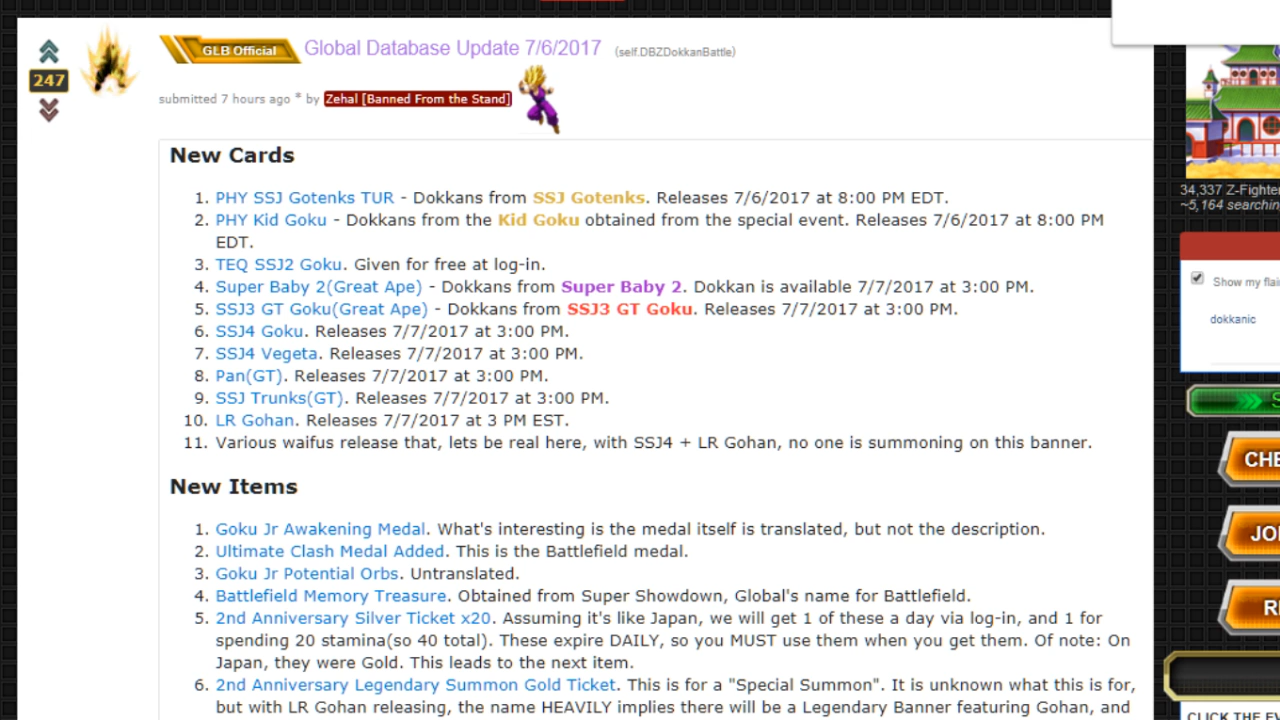 GLB Official Global Database Update 7/6/2017 (self.DBZDokkanBattle)
247
submitted 7 hours ago * by Zehal [Banned From the Stand]
New Cards
1. PHY SSJ Gotenks TUR - Dokkans from SSJ Gotenks. Releases 7/6/2017 at 8:00 PM EDT.
2. PHY Kid Goku - Dokkans from the Kid Goku obtained from the special event. Releases 7/6/2017 at 8:00 PM
EDT.
3. TEQ SSJ2 Goku. Given for free at log-in.
4. Super Baby 2(Great Ape) - Dokkans from Super Baby 2. Dokkan is available 7/7/2017 at 3:00 PM.
5. SSJ3 GT Goku(Great Ape) - Dokkans from SSJ3 GT Goku. Releases 7/7/2017 at 3:00 PM.
6. SSJ4 Goku. Releases 7/7/2017 at 3:00 PM.
7. SSJ4 Vegeta. Releases 7/7/2017 at 3:00 PM.
8. Pan(GT). Releases 7/7/2017 at 3:00 PM.
9. SSJ Trunks(GT). Releases 7/7/2017 at 3:00 PM.
10. LR Gohan. Releases 7/7/2017 at 3 PM EST.
11. Various waifus release that, lets be real here, with SSJ4 + LR Gohan, no one is summoning on this banner.
New Items
1. Goku Jr Awakening Medal. What's interesting is the medal itself is translated, but not the description.
2. Ultimate Clash Medal Added. This is the Battlefield medal.
3. Goku Jr Potential Orbs. Untranslated.
4. Battlefield Memory Treasure. Obtained from Super Showdown, Global's name for Battlefield.
5. 2nd Anniversary Silver Ticket x20. Assuming it's like Japan, we will get 1 of these a day via log-in, and 1 for
spending 20 stamina(so 40 total). These expire DAILY, so you MUST use them when you get them. Of note: On
Japan, they were Gold. This leads to the next item.
6. 2nd Anniversary Legendary Summon Gold Ticket. This is for a "Special Summon". It is unknown what this is for,
but with LR Gohan releasing, the name HEAVILY implies there will be a Legendary Banner featuring Gohan, and
34,337 Z-Fighte
~5,164 searchin
Show my flai
dokkanic
S
CHE
JO
R
CLICK THE EV